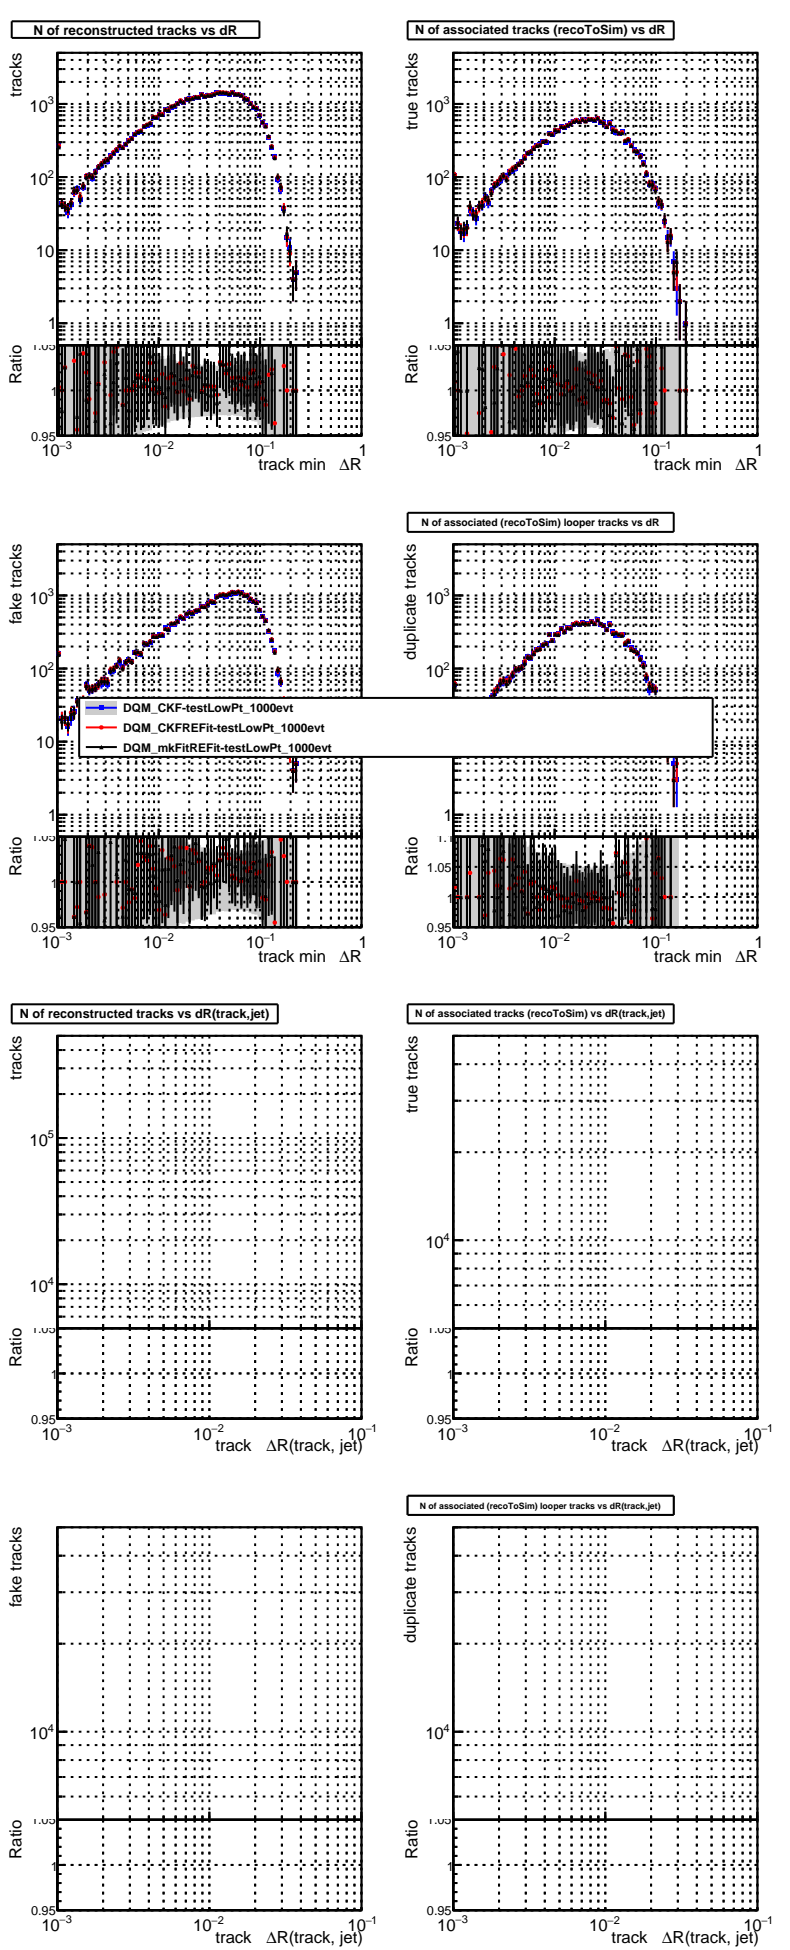 N of reconstructed tracks vs dR
tracks
10³
10²
10
1
1.05
Ratio
1
0.95
10⁻³ 10⁻² 10⁻¹ 1
track min ΔR
N of associated tracks (recoToSim) vs dR
true tracks
10³
10²
10
1
1.05
Ratio
1
0.95
10⁻³ 10⁻² 10⁻¹ 1
track min ΔR
fake tracks
10³
10²
10
1
1.05
Ratio
1
0.95
10⁻³ 10⁻² 10⁻¹ 1
track min ΔR
N of associated (recoToSim) looper tracks vs dR
duplicate tracks
10³
10²
10
1
1.1
1.05
Ratio
1
0.95
10⁻³ 10⁻² 10⁻¹ 1
track min ΔR
DQM_CKF-testLowPt_1000evt
DQM_CKFREFit-testLowPt_1000evt
DQM_mkFitREFit-testLowPt_1000evt
N of reconstructed tracks vs dR(track,jet)
tracks
10⁵
10⁴
1.05
Ratio
1
0.95
10⁻³ 10⁻² 10⁻¹
track ΔR(track, jet)
N of associated tracks (recoToSim) vs dR(track,jet)
true tracks
10⁴
1.05
Ratio
1
0.95
10⁻³ 10⁻² 10⁻¹
track ΔR(track, jet)
fake tracks
10⁴
1.05
Ratio
1
0.95
10⁻³ 10⁻² 10⁻¹
track ΔR(track, jet)
N of associated (recoToSim) looper tracks vs dR(track,jet)
duplicate tracks
10⁴
1.05
Ratio
1
0.95
10⁻³ 10⁻² 10⁻¹
track ΔR(track, jet)